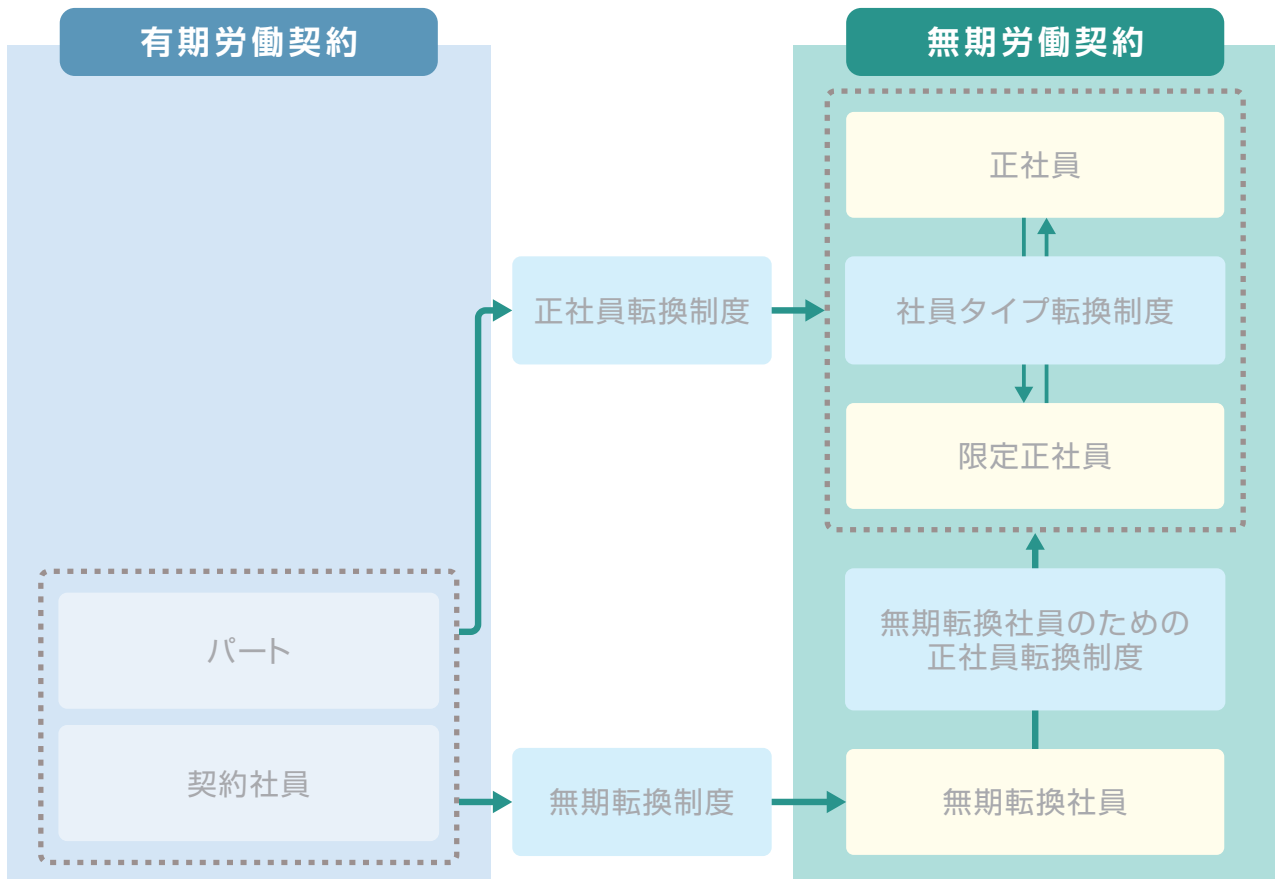 有期労働契約
無期労働契約
正社員
正社員転換制度
社員タイプ転換制度
限定正社員
パート
無期転換社員のための
正社員転換制度
契約社員
無期転換制度
無期転換社員